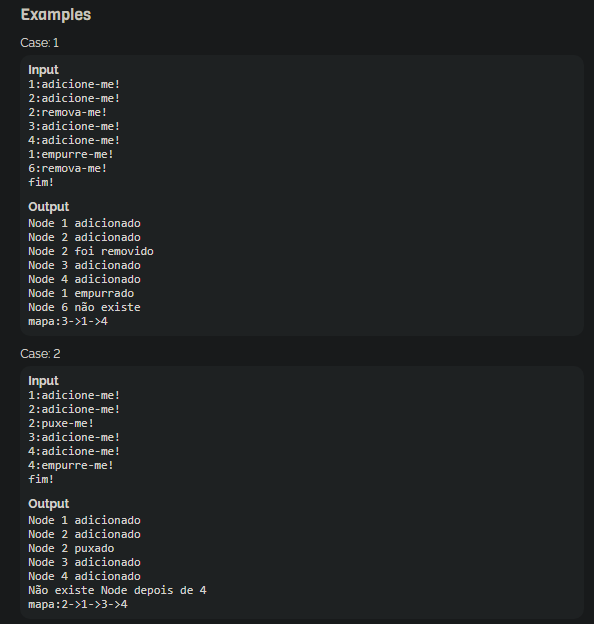 Examples
Case: 1
Input
1:adicione-me!
2:adicione-me!
2:remova-me!
3:adicione-me!
4:adicione-me!
1:empurre-me!
6:remova-me!
fim!
Output
Node 1 adicionado
Node 2 adicionado
Node 2 foi removido
Node 3 adicionado
Node 4 adicionado
Node 1 empurrado
Node 6 não existe
mapa:3->1->4
Case: 2
Input
1:adicione-me!
2:adicione-me!
2:puxe-me!
3:adicione-me!
4:adicione-me!
4:empurre-me!
fim!
Output
Node 1 adicionado
Node 2 adicionado
Node 2 puxado
Node 3 adicionado
Node 4 adicionado
Não existe Node depois de 4
mapa:2->1->3->4